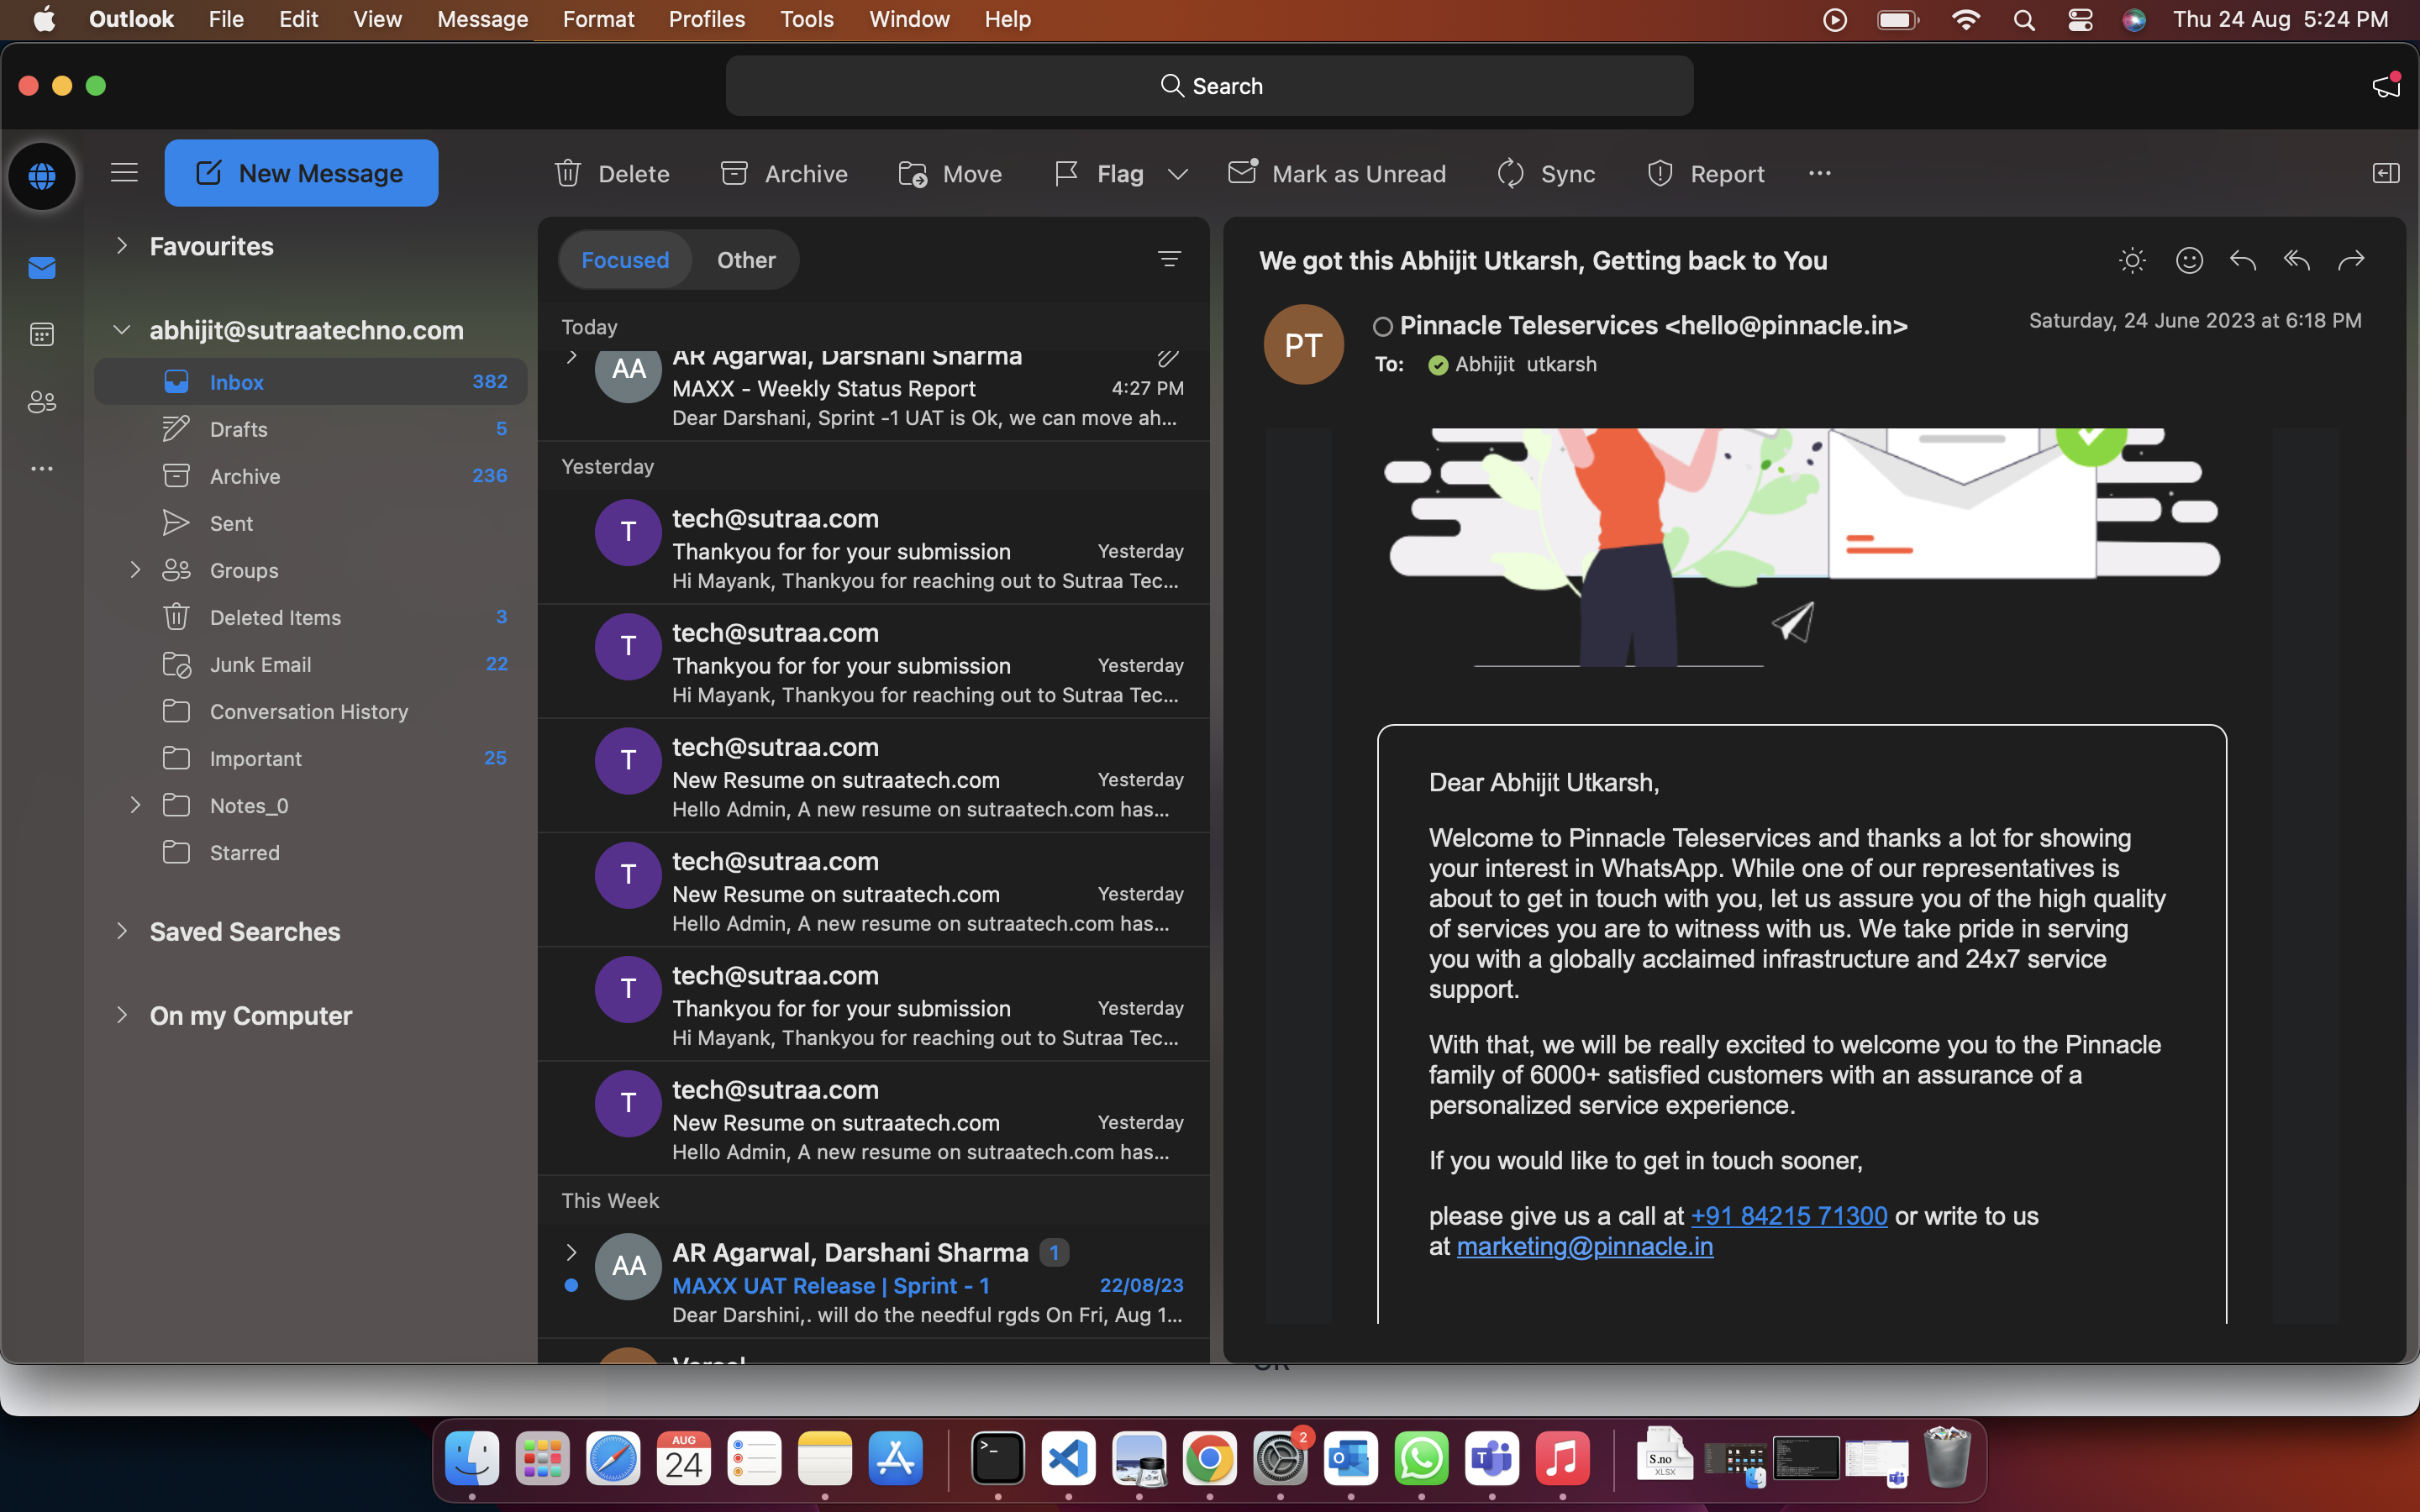 Outlook File Edit View Message Format Profiles Tools Window Help Thu 24 Aug 5:24 PM
Search
New Message Delete Archive Move Flag Mark as Unread Sync Report
Favourites
abhijit@sutraatechno.com
Inbox 382
Drafts 5
Archive 236
Sent
Groups
Deleted Items 3
Junk Email 22
Conversation History
Important 25
Notes_0
Starred
Saved Searches
On my Computer
Focused Other
Today
AA
AR Agarwal, Darshani Sharma
MAXX - Weekly Status Report 4:27 PM
Dear Darshani, Sprint -1 UAT is Ok, we can move ah...
Yesterday
T
tech@sutraa.com
Thankyou for for your submission Yesterday
Hi Mayank, Thankyou for reaching out to Sutraa Tec...
T
tech@sutraa.com
Thankyou for for your submission Yesterday
Hi Mayank, Thankyou for reaching out to Sutraa Tec...
T
tech@sutraa.com
New Resume on sutraatech.com Yesterday
Hello Admin, A new resume on sutraatech.com has...
T
tech@sutraa.com
New Resume on sutraatech.com Yesterday
Hello Admin, A new resume on sutraatech.com has...
T
tech@sutraa.com
Thankyou for for your submission Yesterday
Hi Mayank, Thankyou for reaching out to Sutraa Tec...
T
tech@sutraa.com
New Resume on sutraatech.com Yesterday
Hello Admin, A new resume on sutraatech.com has...
This Week
AA
AR Agarwal, Darshani Sharma 1
MAXX UAT Release | Sprint - 1 22/08/23
Dear Darshini,. will do the needful rgds On Fri, Aug 1...
We got this Abhijit Utkarsh, Getting back to You
PT
Pinnacle Teleservices <hello@pinnacle.in> Saturday, 24 June 2023 at 6:18 PM
To: Abhijit utkarsh
Dear Abhijit Utkarsh,
Welcome to Pinnacle Teleservices and thanks a lot for showing
your interest in WhatsApp. While one of our representatives is
about to get in touch with you, let us assure you of the high quality
of services you are to witness with us. We take pride in serving
you with a globally acclaimed infrastructure and 24x7 service
support.
With that, we will be really excited to welcome you to the Pinnacle
family of 6000+ satisfied customers with an assurance of a
personalized service experience.
If you would like to get in touch sooner,
please give us a call at +91 84215 71300 or write to us
at marketing@pinnacle.in
AUG
24
2
S.no
XLSX